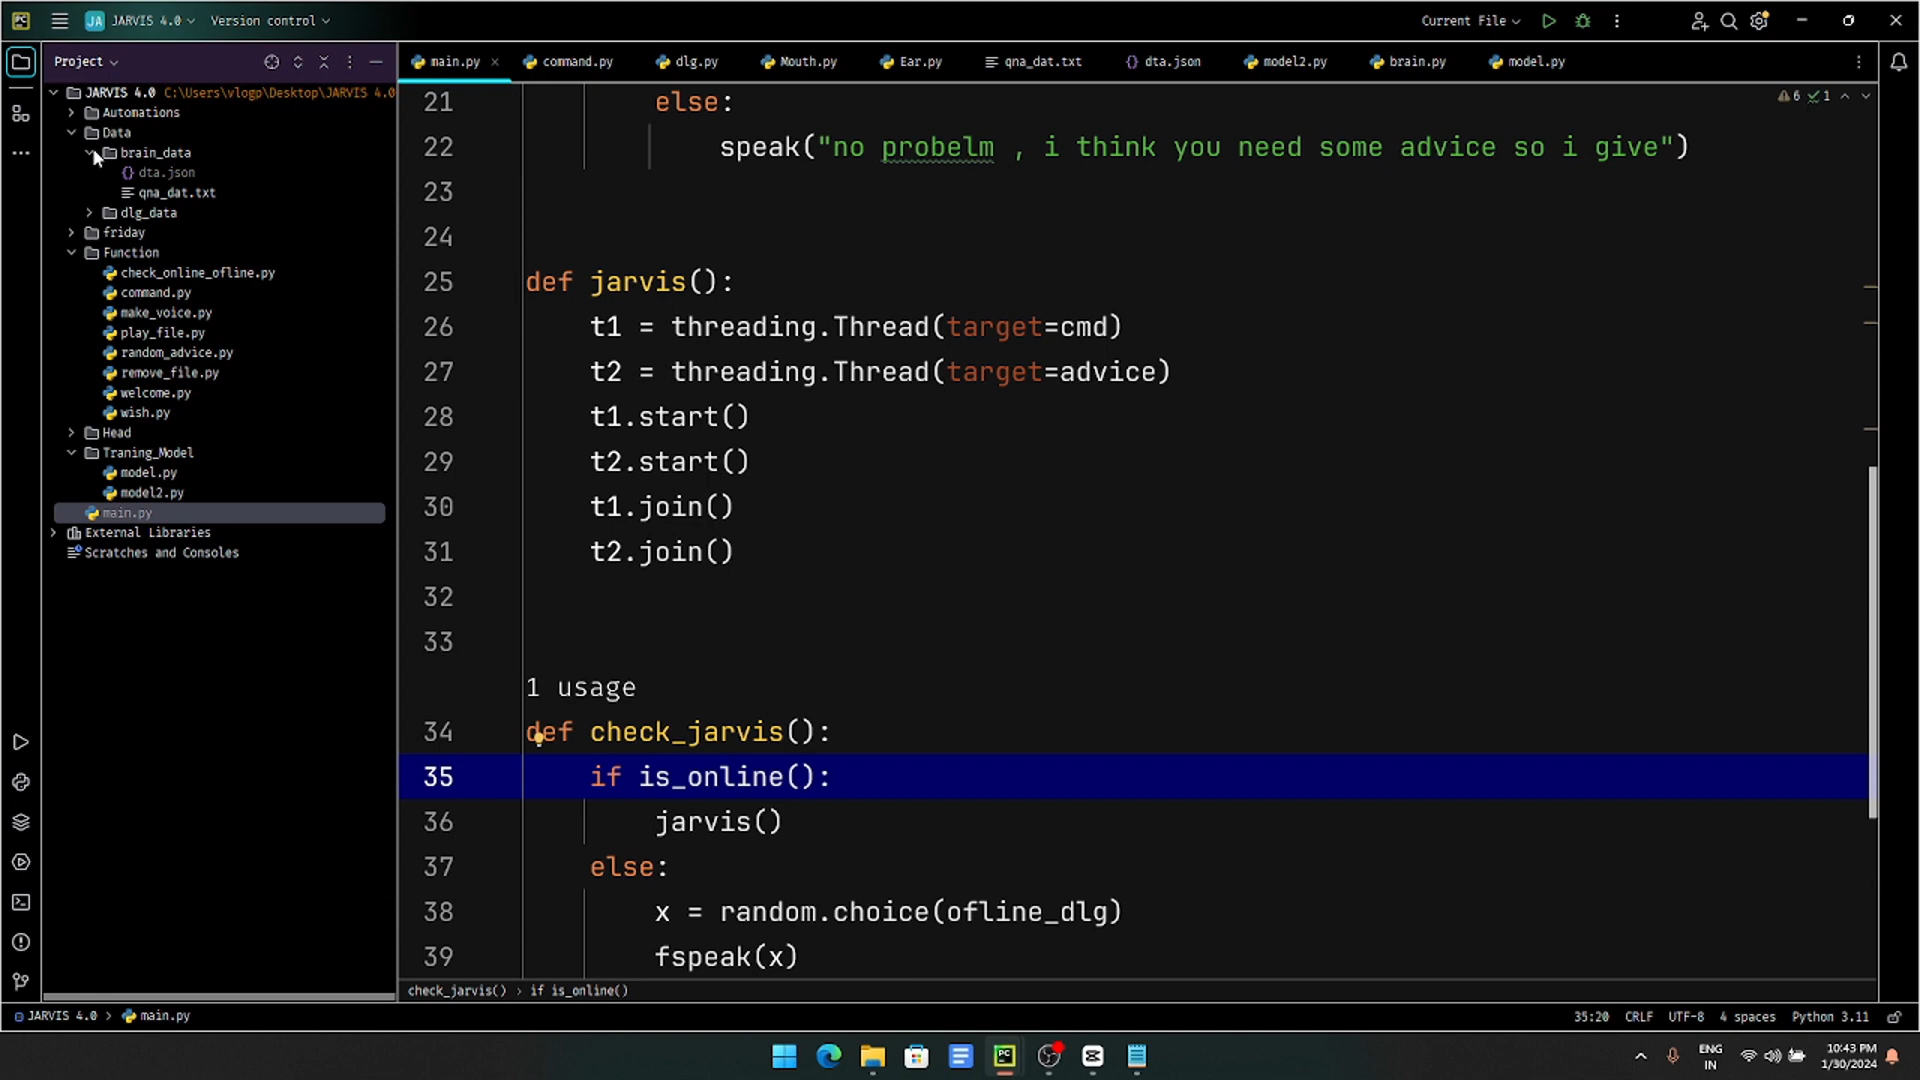 PC JA JARVIS 4.0 Version control Current File
Project
main.py command.py dlg.py Mouth.py Ear.py qna_dat.txt dta.json model2.py brain.py model.py
JARVIS 4.0 C:\Users\vlogp\Desktop\JARVIS 4.0
Automations
Data
brain_data
dta.json
qna_dat.txt
dlg_data
friday
Function
check_online_ofline.py
command.py
make_voice.py
play_file.py
random_advice.py
remove_file.py
welcome.py
wish.py
Head
Traning_Model
model.py
model2.py
main.py
External Libraries
Scratches and Consoles
6 1
21 else:
22 speak("no probelm , i think you need some advice so i give")
23
24
25 def jarvis():
26 t1 = threading.Thread(target=cmd)
27 t2 = threading.Thread(target=advice)
28 t1.start()
29 t2.start()
30 t1.join()
31 t2.join()
32
33
1 usage
34 def check_jarvis():
35 if is_online():
36 jarvis()
37 else:
38 x = random.choice(ofline_dlg)
39 fspeak(x)
check_jarvis() › if is_online()
JARVIS 4.0 › main.py 35:20 CRLF UTF-8 4 spaces Python 3.11
PC
ENG
IN
10:43 PM
1/30/2024